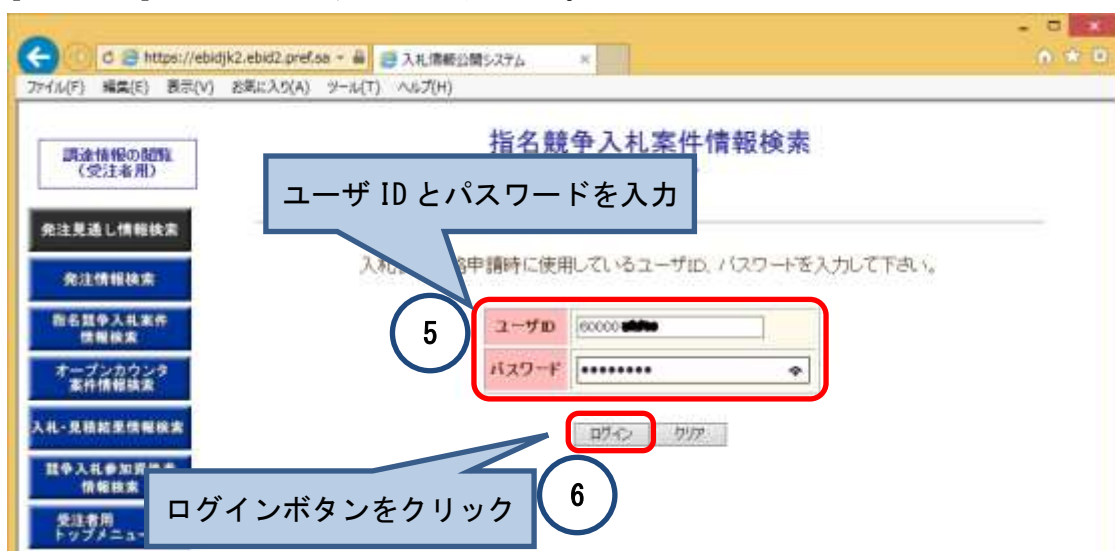 https://ebidjk2.ebid2.pref.sa
入札情報公開システム
ファイル(F) 編集(E) 表示(V) お気に入り(A) ツール(T) ヘルプ(H)
調達情報の閲覧
(受注者用)
指名競争入札案件情報検索
ユーザ ID とパスワードを入力
発注見通し情報検索
発注情報検索
指名競争入札案件
情報検索
オープンカウンタ
案件情報検索
入札・見積結果情報検索
競争入札参加資
情報検索
受注者用
トップメニュー
入札 申請時に使用しているユーザID、パスワードを入力して下さい。
5
ユーザID 60000
パスワード ●●●●●●●●
ログイン クリア
ログインボタンをクリック
6